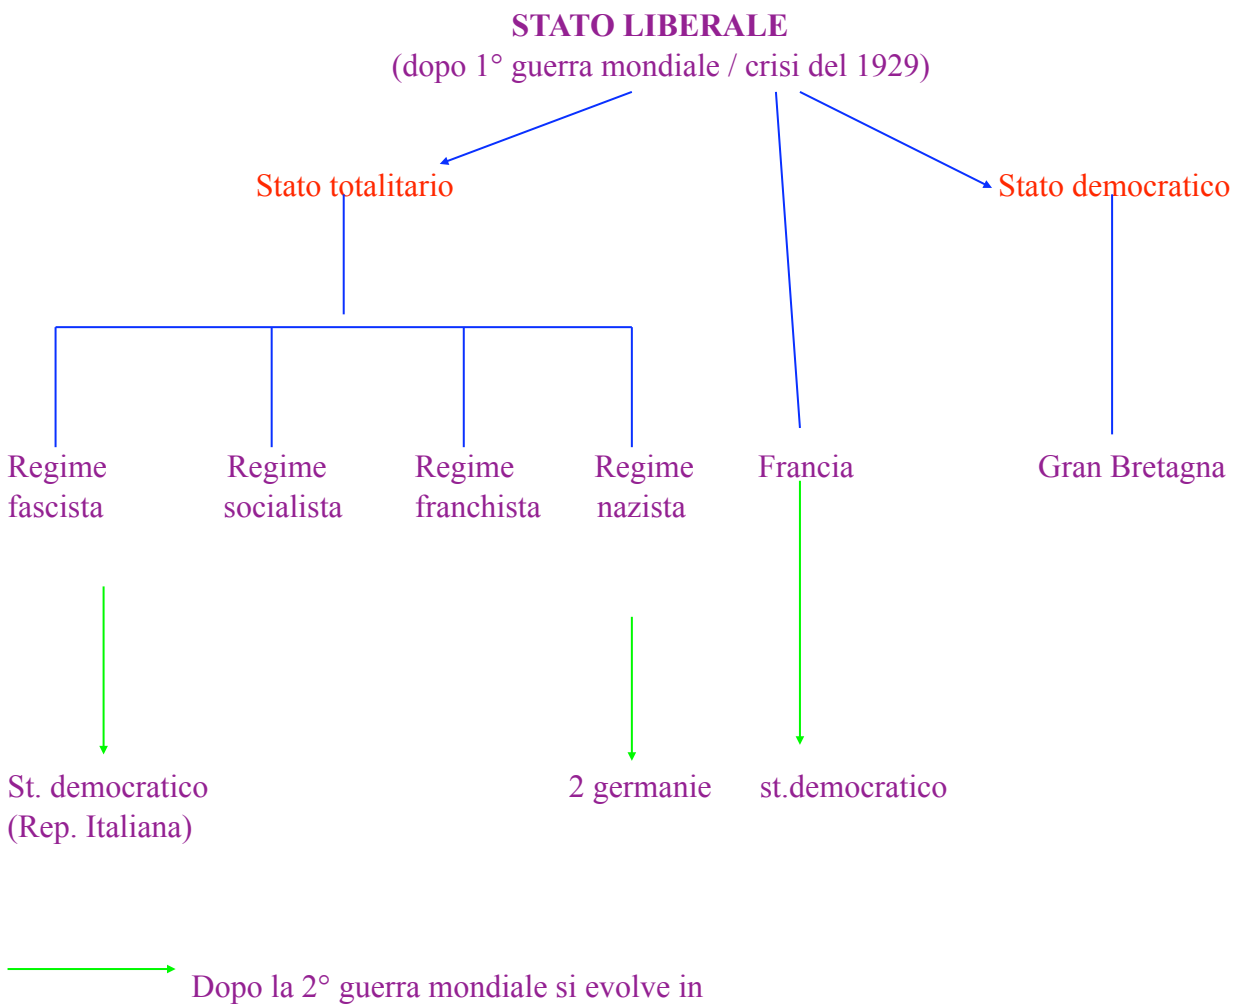 STATO LIBERALE
(dopo 1° guerra mondiale / crisi del 1929)
Stato totalitario
Stato democratico
Regime fascista
Regime socialista
Regime franchista
Regime nazista
Francia
Gran Bretagna
St. democratico
(Rep. Italiana)
2 germanie
st.democratico
Dopo la 2° guerra mondiale si evolve in